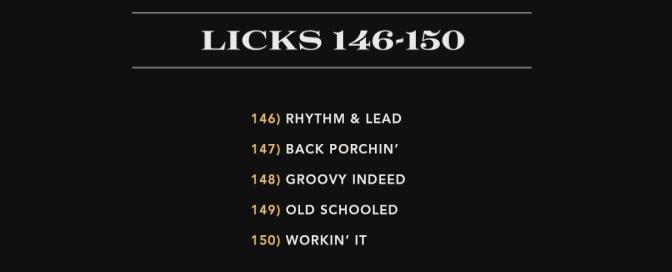 LICKS 146-150
146) RHYTHM & LEAD
147) BACK PORCHIN’
148) GROOVY INDEED
149) OLD SCHOOLED
150) WORKIN’ IT